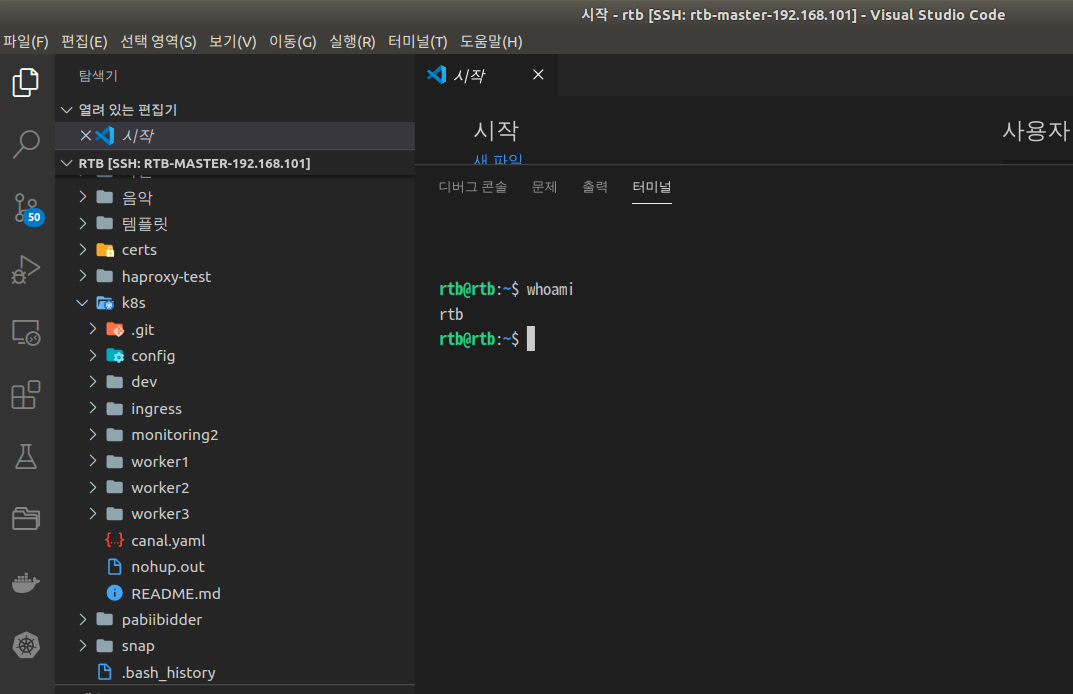 시작 - rtb [SSH: rtb-master-192.168.101] - Visual Studio Code
파일(F) 편집(E) 선택 영역(S) 보기(V) 이동(G) 실행(R) 터미널(T) 도움말(H)
탐색기
열려 있는 편집기
시작
RTB [SSH: RTB-MASTER-192.168.101]
음악
템플릿
certs
haproxy-test
k8s
.git
config
dev
ingress
monitoring2
worker1
worker2
worker3
canal.yaml
nohup.out
README.md
pabiibidder
snap
.bash_history
50
시작
시작
사용자
새 파일
디버그 콘솔 문제 출력 터미널
rtb@rtb:~$ whoami
rtb
rtb@rtb:~$